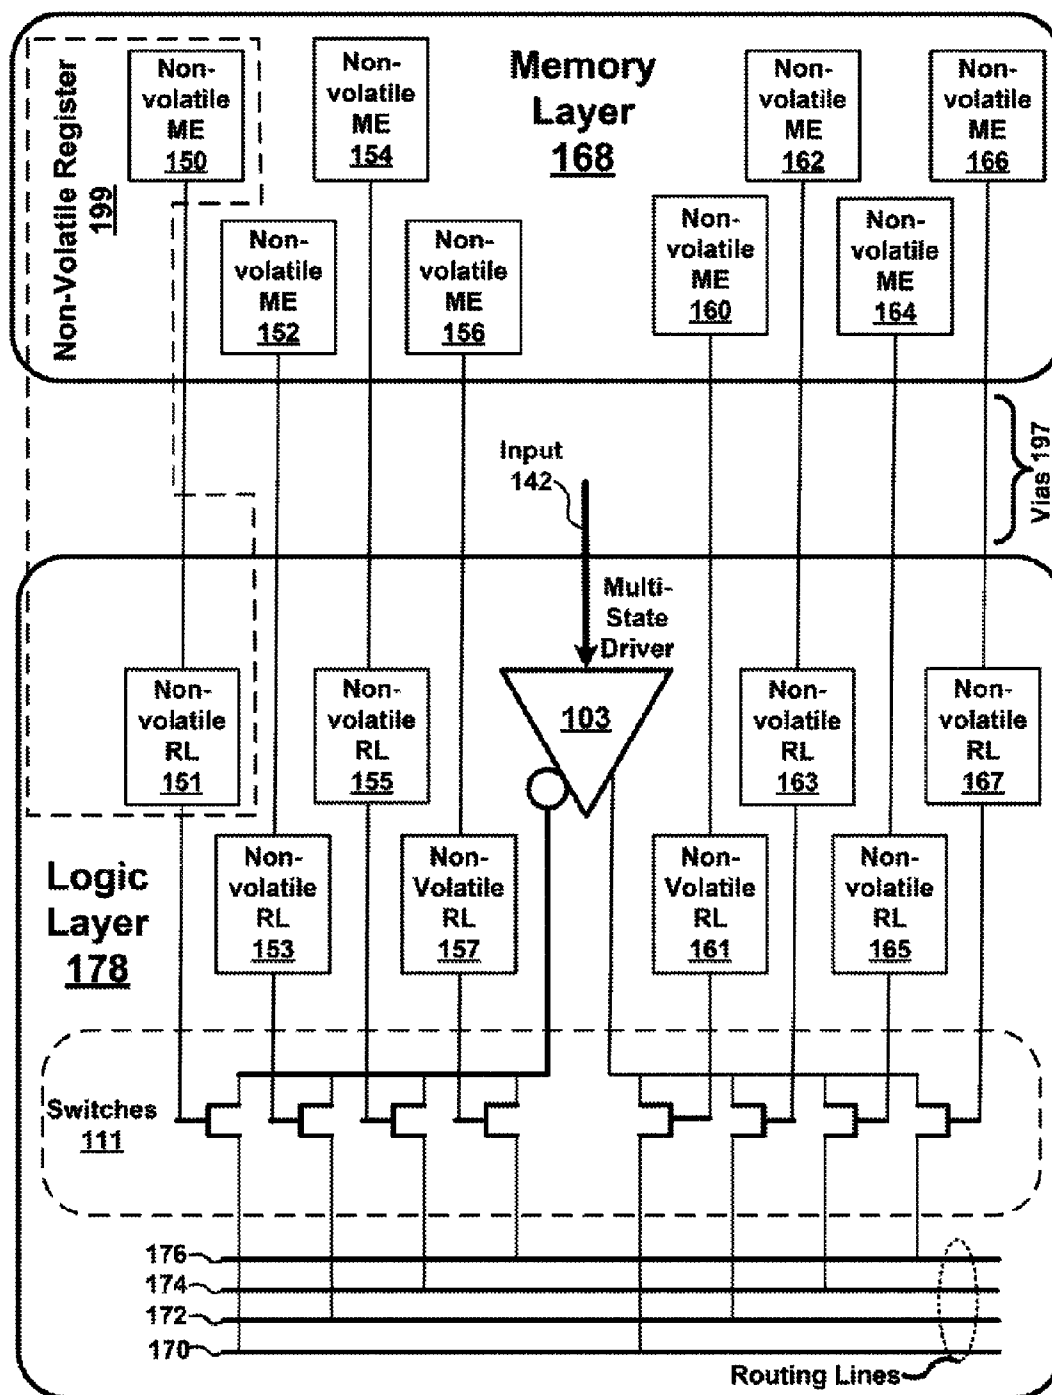 Non-Volatile Register
199
Non-
volatile
ME
150
Non-
volatile
ME
154
Memory
Layer
168
Non-
volatile
ME
162
Non-
volatile
ME
166
Non-
volatile
ME
152
Non-
volatile
ME
156
Non-
volatile
ME
160
Non-
volatile
ME
164
Input
142
Vias 197
Multi-
State
Driver
103
Non-
volatile
RL
151
Non-
volatile
RL
155
Non-
volatile
RL
163
Non-
volatile
RL
167
Logic
Layer
178
Non-
volatile
RL
153
Non-
Volatile
RL
157
Non-
Volatile
RL
161
Non-
volatile
RL
165
Switches
111
176
174
172
170
Routing Lines